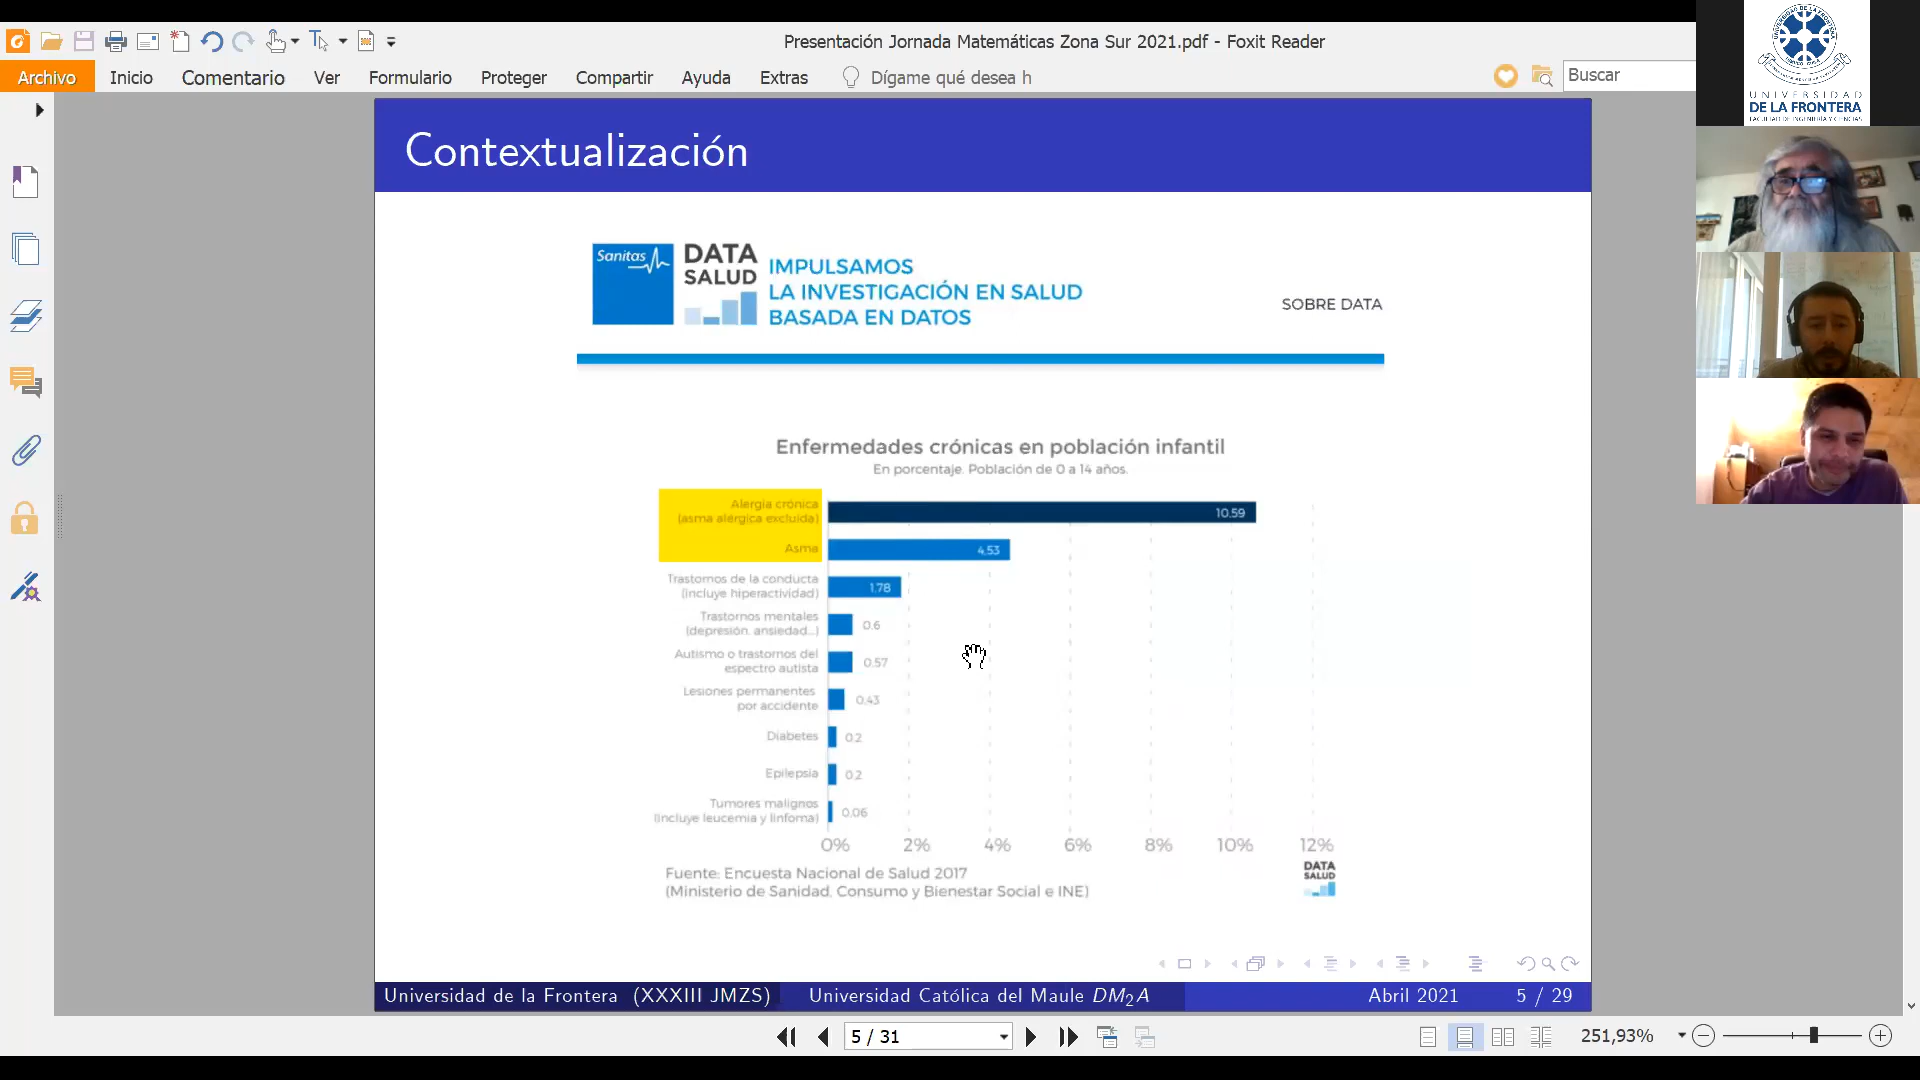 Presentación Jornada Matemáticas Zona Sur 2021.pdf - Foxit Reader
Archivo Inicio Comentario Ver Formulario Proteger Compartir Ayuda Extras Dígame qué desea h Buscar
UNIVERSIDAD
DE LA FRONTERA
FACULTAD DE INGENIERÍA Y CIENCIAS
Contextualización
Sanitas
DATA
SALUD
IMPULSAMOS
LA INVESTIGACIÓN EN SALUD
BASADA EN DATOS
SOBRE DATA
Enfermedades crónicas en población infantil
En porcentaje. Población de 0 a 14 años.
Alergia crónica
(asma alérgica excluida)
10.59
Asma
4,53
Trastornos de la conducta
(incluye hiperactividad)
1.78
Trastornos mentales
(depresión, ansiedad...)
0.6
Autismo o trastornos del
espectro autista
0.57
Lesiones permanentes
por accidente
0,43
Diabetes
0.2
Epilepsia
0.2
Tumores malignos
(incluye leucemia y linfoma)
0,06
0% 2% 4% 6% 8% 10% 12%
Fuente: Encuesta Nacional de Salud 2017
(Ministerio de Sanidad, Consumo y Bienestar Social e INE)
DATA
SALUD
Universidad de la Frontera (XXXIII JMZS) Universidad Católica del Maule DM2A Abril 2021 5 / 29
5 / 31
251,93%